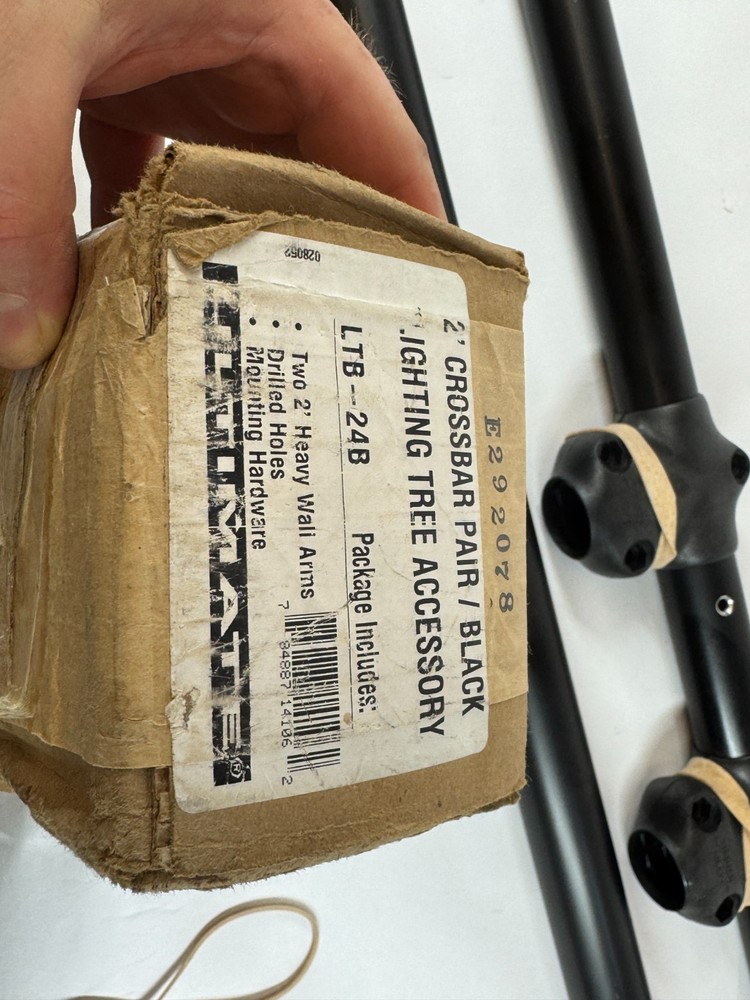 E292078
2' CROSSBAR PAIR / BLACK
LIGHTING TREE ACCESSORY
LTB-24B
Package Includes:
• Two 2' Heavy Wall Arms
• Drilled Holes
• Mounting Hardware
7 84887 14106 2
®
028052